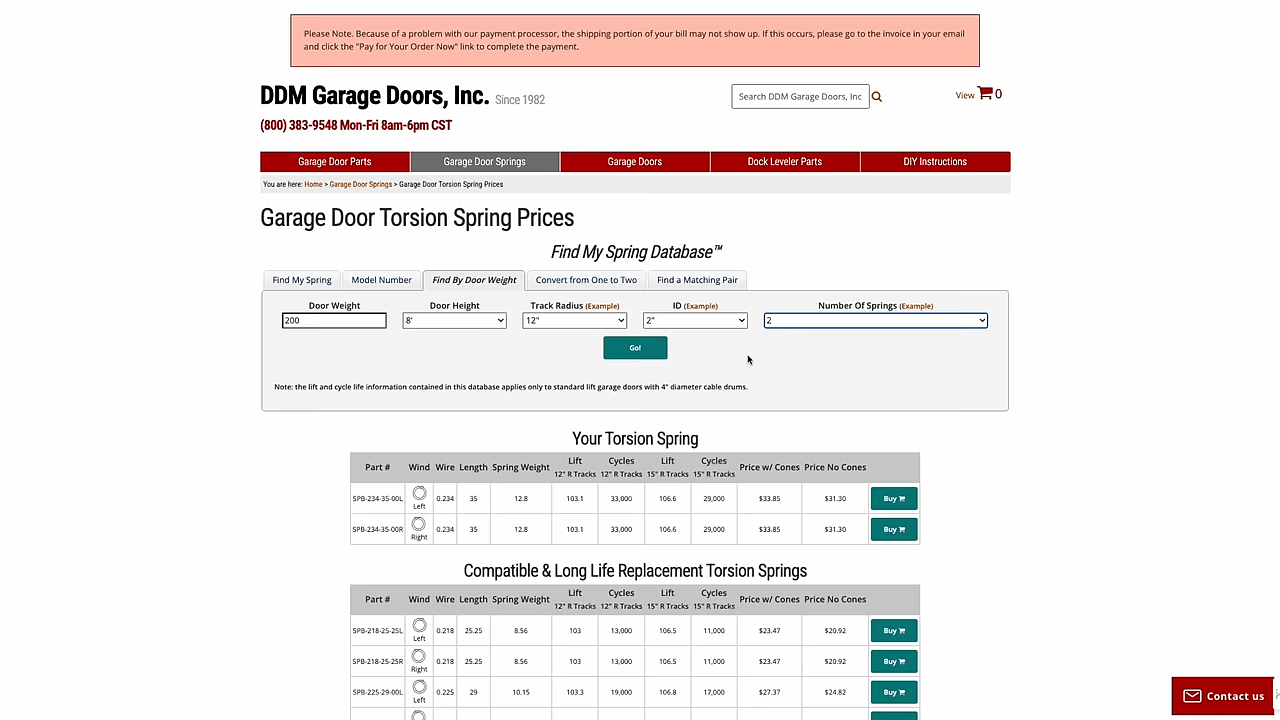 Please Note. Because of a problem with our payment processor, the shipping portion of your bill may not show up. If this occurs, please go to the invoice in your email
and click the "Pay for Your Order Now" link to complete the payment.
DDM Garage Doors, Inc. Since 1982
Search DDM Garage Doors, Inc
View 0
(800) 383-9548 Mon-Fri 8am-6pm CST
Garage Door Parts Garage Door Springs Garage Doors Dock Leveler Parts DIY Instructions
You are here: Home > Garage Door Springs > Garage Door Torsion Spring Prices
Garage Door Torsion Spring Prices
Find My Spring Database™
Find My Spring Model Number Find By Door Weight Convert from One to Two Find a Matching Pair
Door Weight Door Height Track Radius (Example) ID (Example) Number Of Springs (Example)
200 8' 12" 2" 2
Go!
Note: the lift and cycle life information contained in this database applies only to standard lift garage doors with 4" diameter cable drums.
Your Torsion Spring
Part # Wind Wire Length Spring Weight Lift 12" R Tracks Cycles 12" R Tracks Lift 15" R Tracks Cycles 15" R Tracks Price w/ Cones Price No Cones
SPB-234-35-00L Left 0.234 35 12.8 103.1 33,000 106.6 29,000 $33.85 $31.30 Buy
SPB-234-35-00R Right 0.234 35 12.8 103.1 33,000 106.6 29,000 $33.85 $31.30 Buy
Compatible & Long Life Replacement Torsion Springs
Part # Wind Wire Length Spring Weight Lift 12" R Tracks Cycles 12" R Tracks Lift 15" R Tracks Cycles 15" R Tracks Price w/ Cones Price No Cones
SPB-218-25-25L Left 0.218 25.25 8.56 103 13,000 106.5 11,000 $23.47 $20.92 Buy
SPB-218-25-25R Right 0.218 25.25 8.56 103 13,000 106.5 11,000 $23.47 $20.92 Buy
SPB-225-29-00L Left 0.225 29 10.15 103.3 19,000 106.8 17,000 $27.37 $24.82 Buy
Contact us